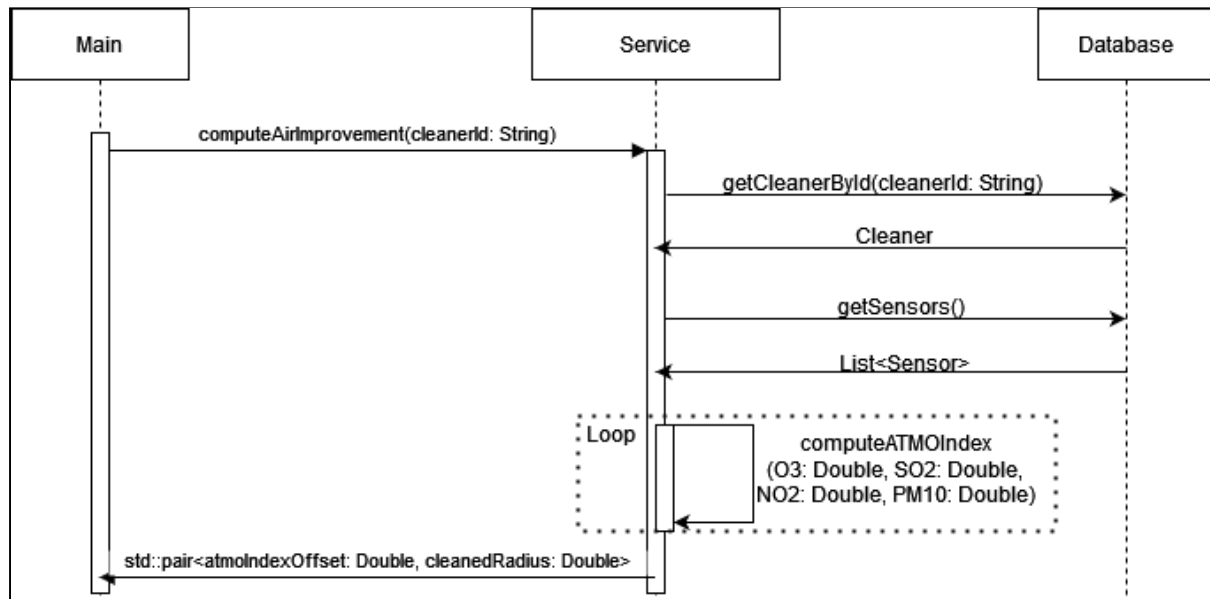 Main
Service
Database
computeAirImprovement(cleanerId: String)
getCleanerById(cleanerId: String)
Cleaner
getSensors()
List<Sensor>
Loop
computeATMOIndex
(O3: Double, SO2: Double,
NO2: Double, PM10: Double)
std::pair<atmoIndexOffset: Double, cleanedRadius: Double>